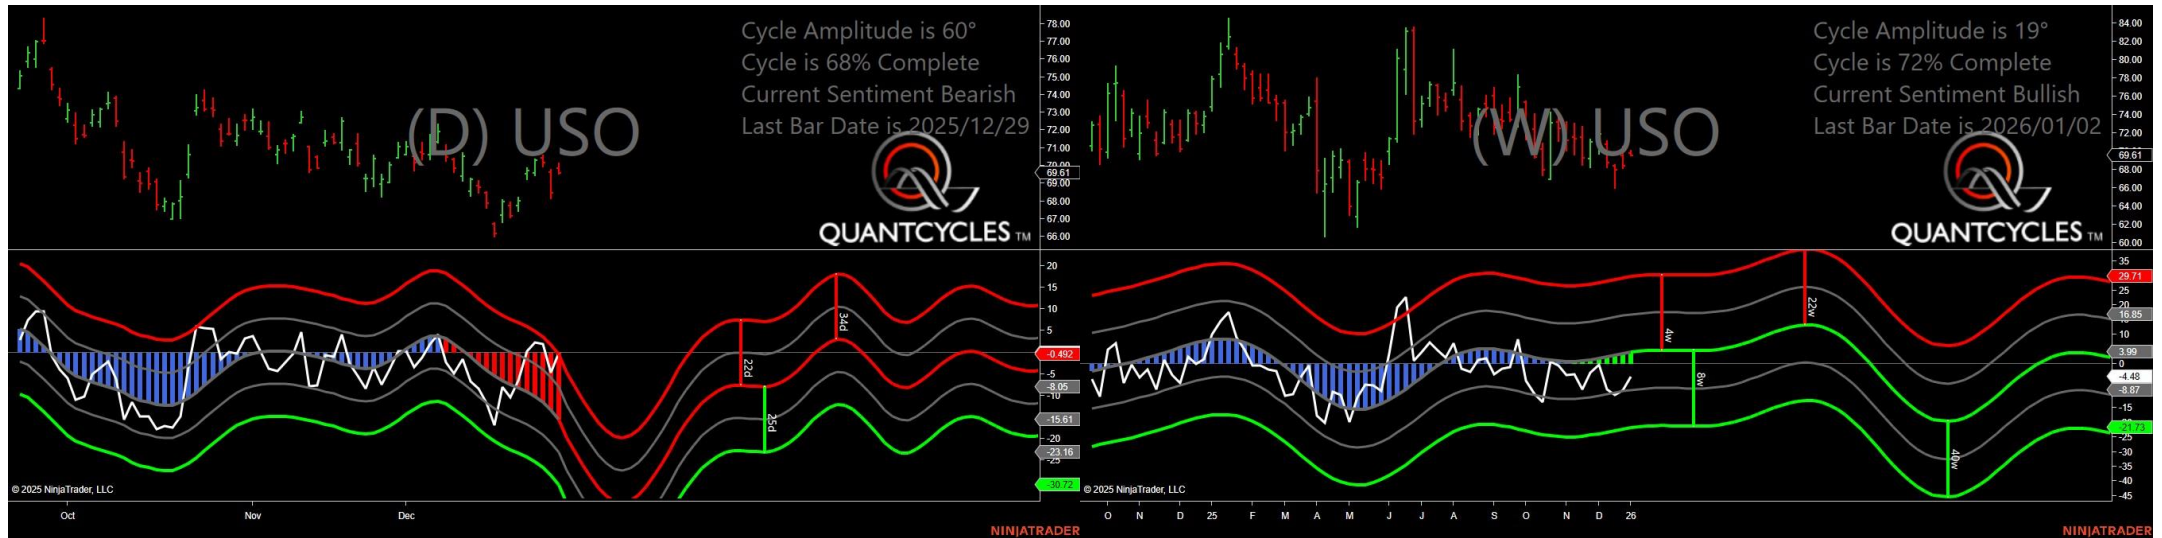 Cycle Amplitude is 60°
Cycle is 68% Complete
Current Sentiment Bearish
Last Bar Date is 2025/12/29
(D) USO
QUANTCYCLES TM
78.00
77.00
76.00
75.00
74.00
73.00
72.00
71.00
70.00
69.61
69.00
68.00
67.00
66.00
20
15
10
5
-0.492
-5
-8.05
-10
-15.61
-20
-23.16
-25
-30.72
22d
25d
34d
© 2025 NinjaTrader, LLC
Oct Nov Dec
NINJATRADER
Cycle Amplitude is 19°
Cycle is 72% Complete
Current Sentiment Bullish
Last Bar Date is 2026/01/02
(W) USO
QUANTCYCLES TM
84.00
82.00
80.00
78.00
76.00
74.00
72.00
69.61
68.00
66.00
64.00
62.00
60.00
35
29.71
25
20
16.85
10
3.99
0
-4.48
-8.87
-15
-21.73
-25
-30
-35
-40
-45
4w
8w
22w
40w
© 2025 NinjaTrader, LLC
O N D 25 F M A M J J A S O N D 26
NINJATRADER